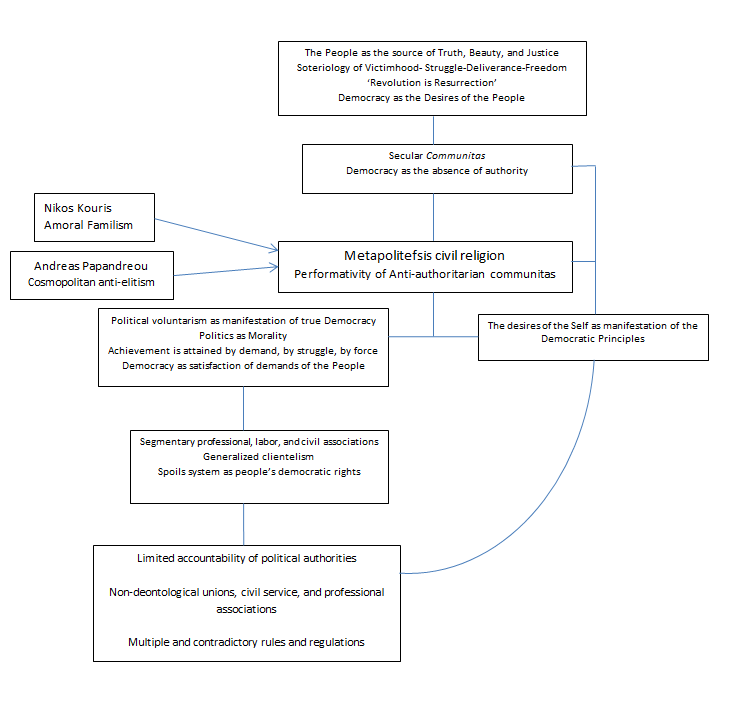 The People as the source of Truth, Beauty, and Justice
Soteriology of Victimhood- Struggle-Deliverance-Freedom
‘Revolution is Resurrection’
Democracy as the Desires of the People
Secular Communitas
Democracy as the absence of authority
Nikos Kouris
Amoral Familism
Andreas Papandreou
Cosmopolitan anti-elitism
Metapolitefsis civil religion
Performativity of Anti-authoritarian communitas
Political voluntarism as manifestation of true Democracy
Politics as Morality
Achievement is attained by demand, by struggle, by force
Democracy as satisfaction of demands of the People
The desires of the Self as manifestation of the
Democratic Principles
Segmentary professional, labor, and civil associations
Generalized clientelism
Spoils system as people’s democratic rights
Limited accountability of political authorities
Non-deontological unions, civil service, and professional
associations
Multiple and contradictory rules and regulations